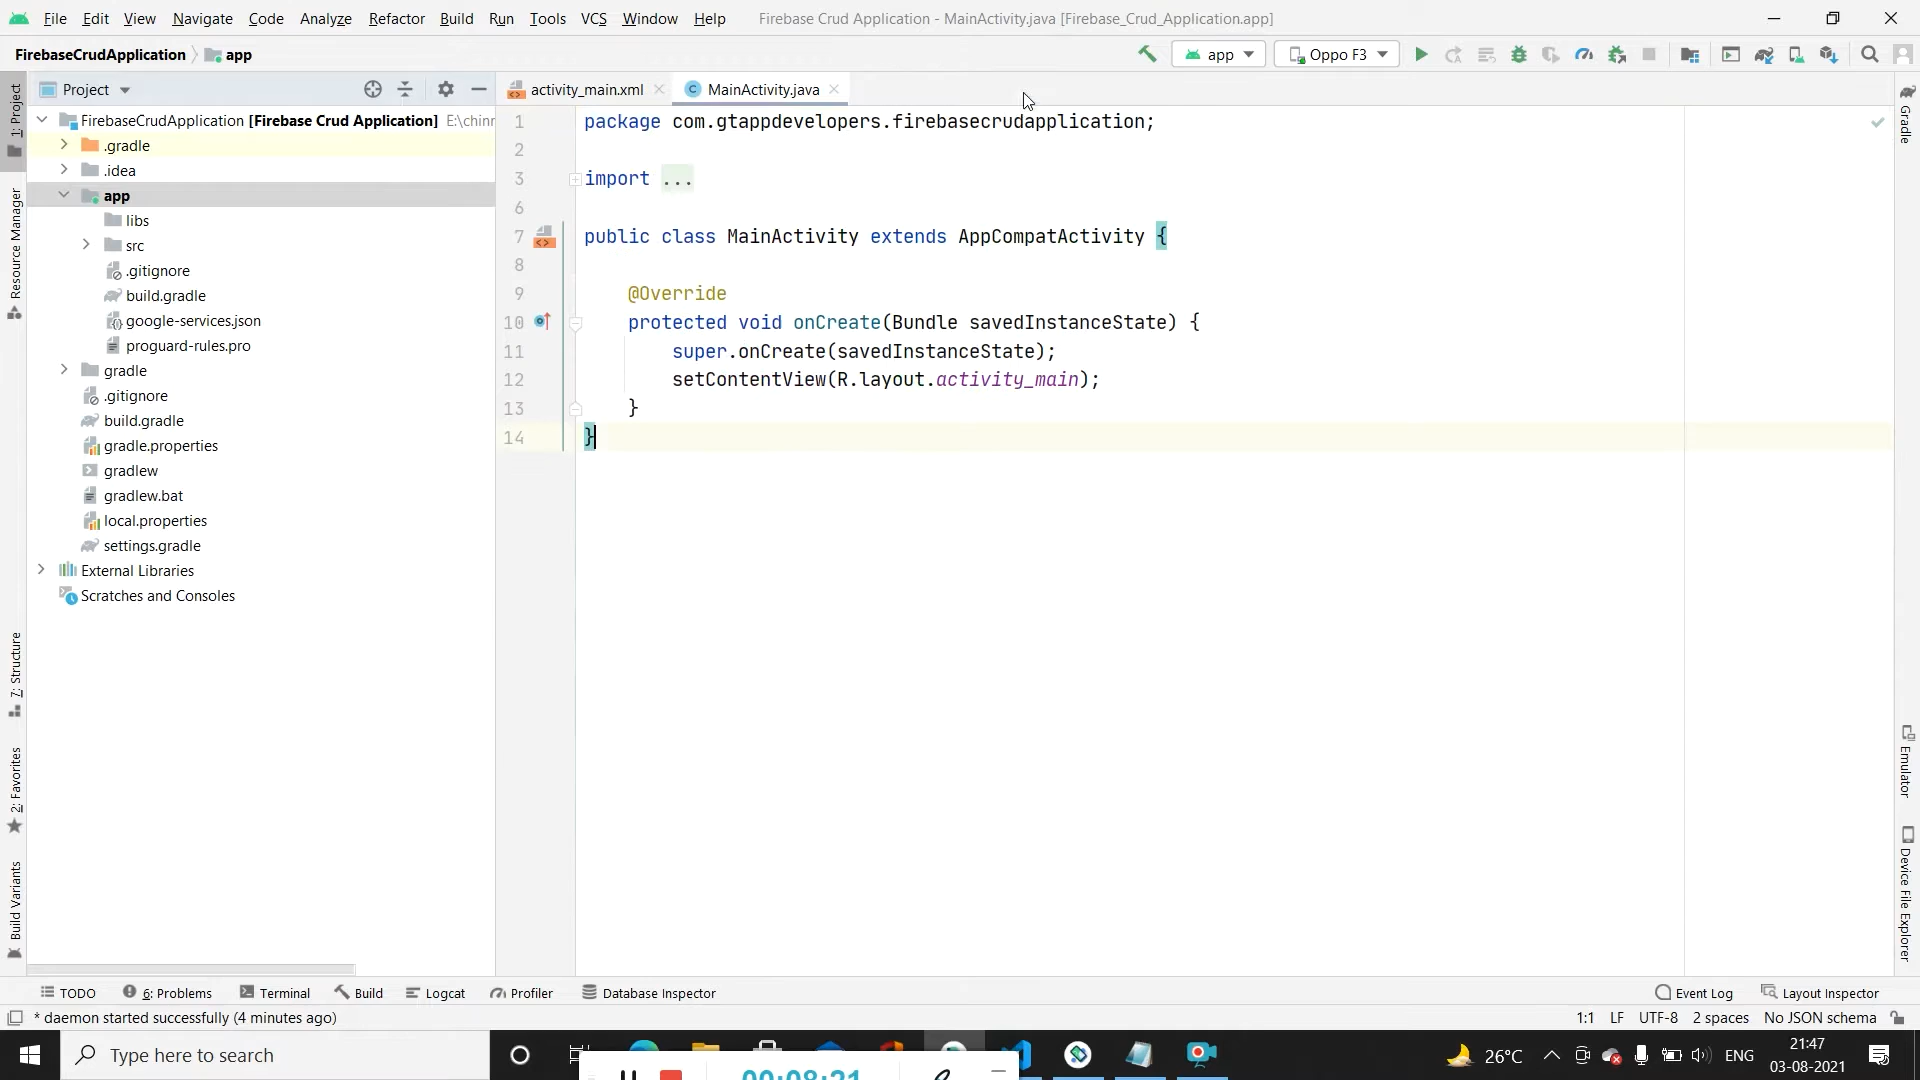 File Edit View Navigate Code Analyze Refactor Build Run Tools VCS Window Help Firebase Crud Application - MainActivity.java [Firebase_Crud_Application.app]
FirebaseCrudApplication app
app Oppo F3
Project
activity_main.xml
MainActivity.java
1: Project
Resource Manager
7: Structure
2: Favorites
Build Variants
FirebaseCrudApplication [Firebase Crud Application] E:\chinr
.gradle
.idea
app
libs
src
.gitignore
build.gradle
google-services.json
proguard-rules.pro
gradle
.gitignore
build.gradle
gradle.properties
gradlew
gradlew.bat
local.properties
settings.gradle
External Libraries
Scratches and Consoles
1 package com.gtappdevelopers.firebasecrudapplication;
2
3 import ...
6
7 public class MainActivity extends AppCompatActivity {
8
9 @Override
10 protected void onCreate(Bundle savedInstanceState) {
11 super.onCreate(savedInstanceState);
12 setContentView(R.layout.activity_main);
13 }
14 }
Gradle
Emulator
Device File Explorer
TODO 6: Problems Terminal Build Logcat Profiler Database Inspector Event Log Layout Inspector
* daemon started successfully (4 minutes ago) 1:1 LF UTF-8 2 spaces No JSON schema
Type here to search
00:08:21
26°C
ENG
21:47
03-08-2021